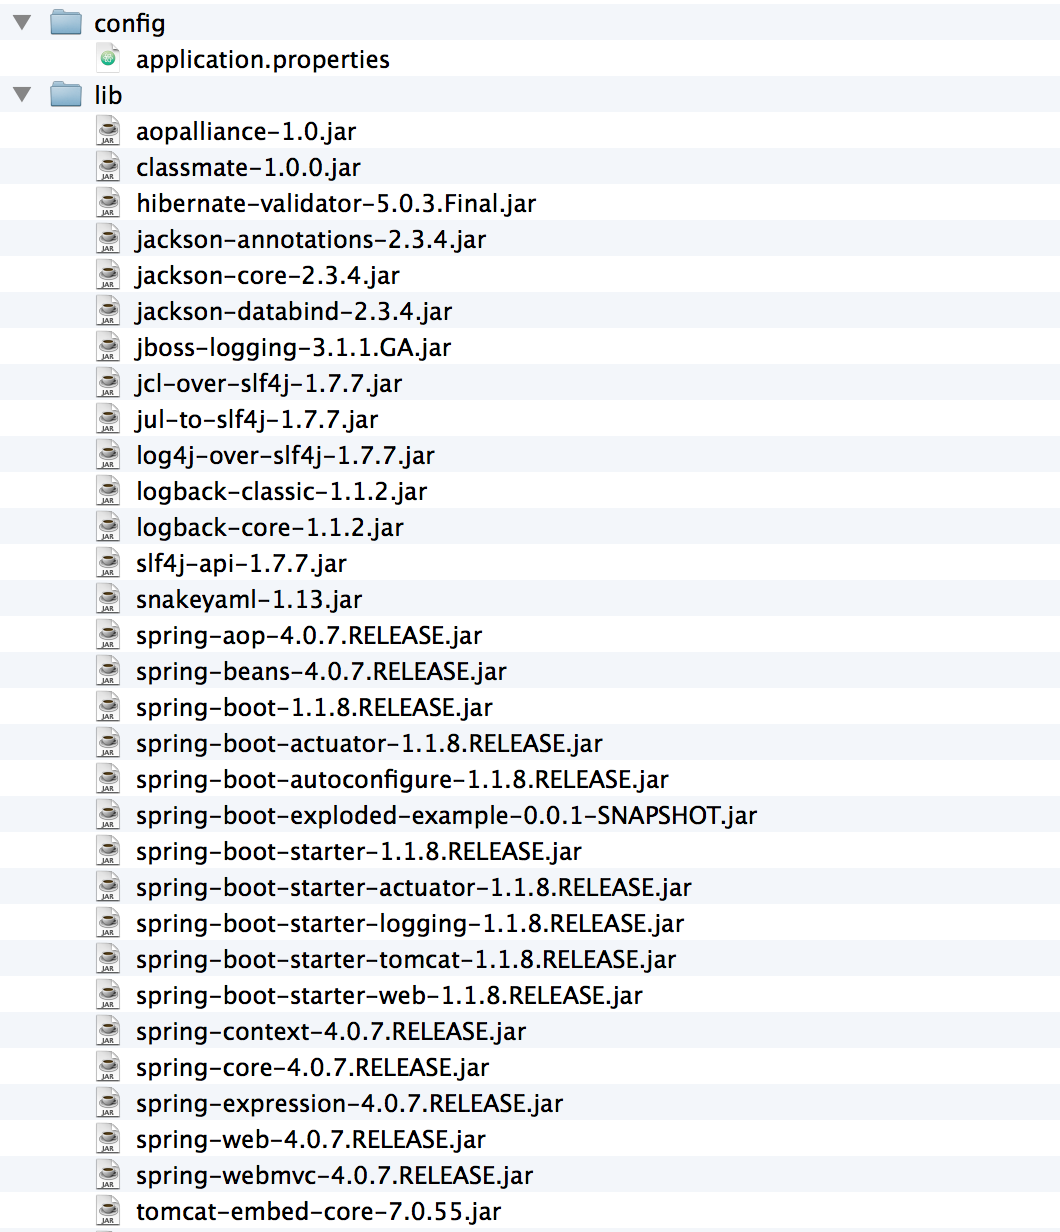 config
application.properties
lib
aopalliance-1.0.jar
classmate-1.0.0.jar
hibernate-validator-5.0.3.Final.jar
jackson-annotations-2.3.4.jar
jackson-core-2.3.4.jar
jackson-databind-2.3.4.jar
jboss-logging-3.1.1.GA.jar
jcl-over-slf4j-1.7.7.jar
jul-to-slf4j-1.7.7.jar
log4j-over-slf4j-1.7.7.jar
logback-classic-1.1.2.jar
logback-core-1.1.2.jar
slf4j-api-1.7.7.jar
snakeyaml-1.13.jar
spring-aop-4.0.7.RELEASE.jar
spring-beans-4.0.7.RELEASE.jar
spring-boot-1.1.8.RELEASE.jar
spring-boot-actuator-1.1.8.RELEASE.jar
spring-boot-autoconfigure-1.1.8.RELEASE.jar
spring-boot-exploded-example-0.0.1-SNAPSHOT.jar
spring-boot-starter-1.1.8.RELEASE.jar
spring-boot-starter-actuator-1.1.8.RELEASE.jar
spring-boot-starter-logging-1.1.8.RELEASE.jar
spring-boot-starter-tomcat-1.1.8.RELEASE.jar
spring-boot-starter-web-1.1.8.RELEASE.jar
spring-context-4.0.7.RELEASE.jar
spring-core-4.0.7.RELEASE.jar
spring-expression-4.0.7.RELEASE.jar
spring-web-4.0.7.RELEASE.jar
spring-webmvc-4.0.7.RELEASE.jar
tomcat-embed-core-7.0.55.jar